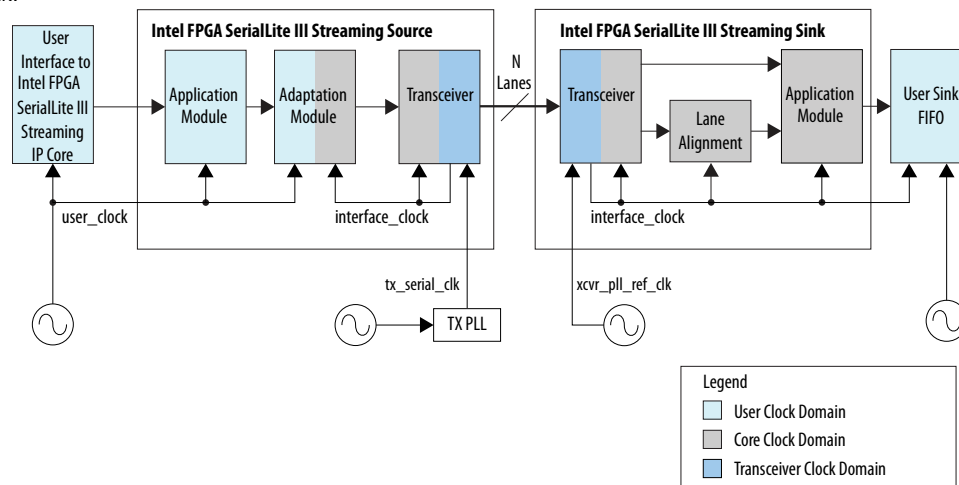 Intel FPGA SerialLite III Streaming Source
Intel FPGA SerialLite III Streaming Sink
User
Interface to
Intel FPGA
SerialLite III
Streaming
IP Core
Application
Module
Adaptation
Module
Transceiver
N
Lanes
Transceiver
Lane
Alignment
Application
Module
User Sink
FIFO
user_clock
interface_clock
interface_clock
tx_serial_clk
xcvr_pll_ref_clk
TX PLL
Legend
User Clock Domain
Core Clock Domain
Transceiver Clock Domain